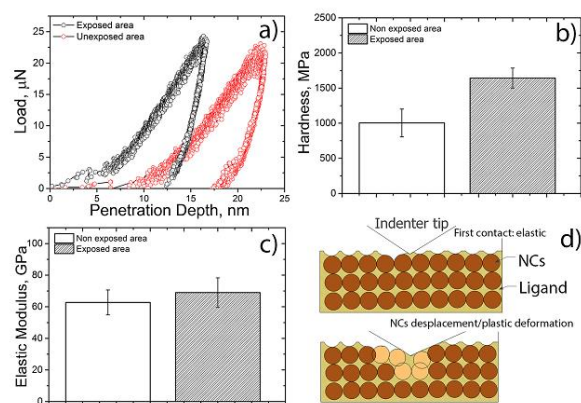 Exposed area
Unexposed area
a)
Load, µN
25
20
15
10
5
0
0 5 10 15 20 25
Penetration Depth, nm
Non exposed area
Exposed area
b)
Hardness, MPa
2500
2000
1500
1000
500
0
Non exposed area
Exposed area
c)
Elastic Modulus, GPa
100
80
60
40
20
0
Indenter tip
First contact: elastic
d)
NCs
Ligand
NCs desplacement/plastic deformation